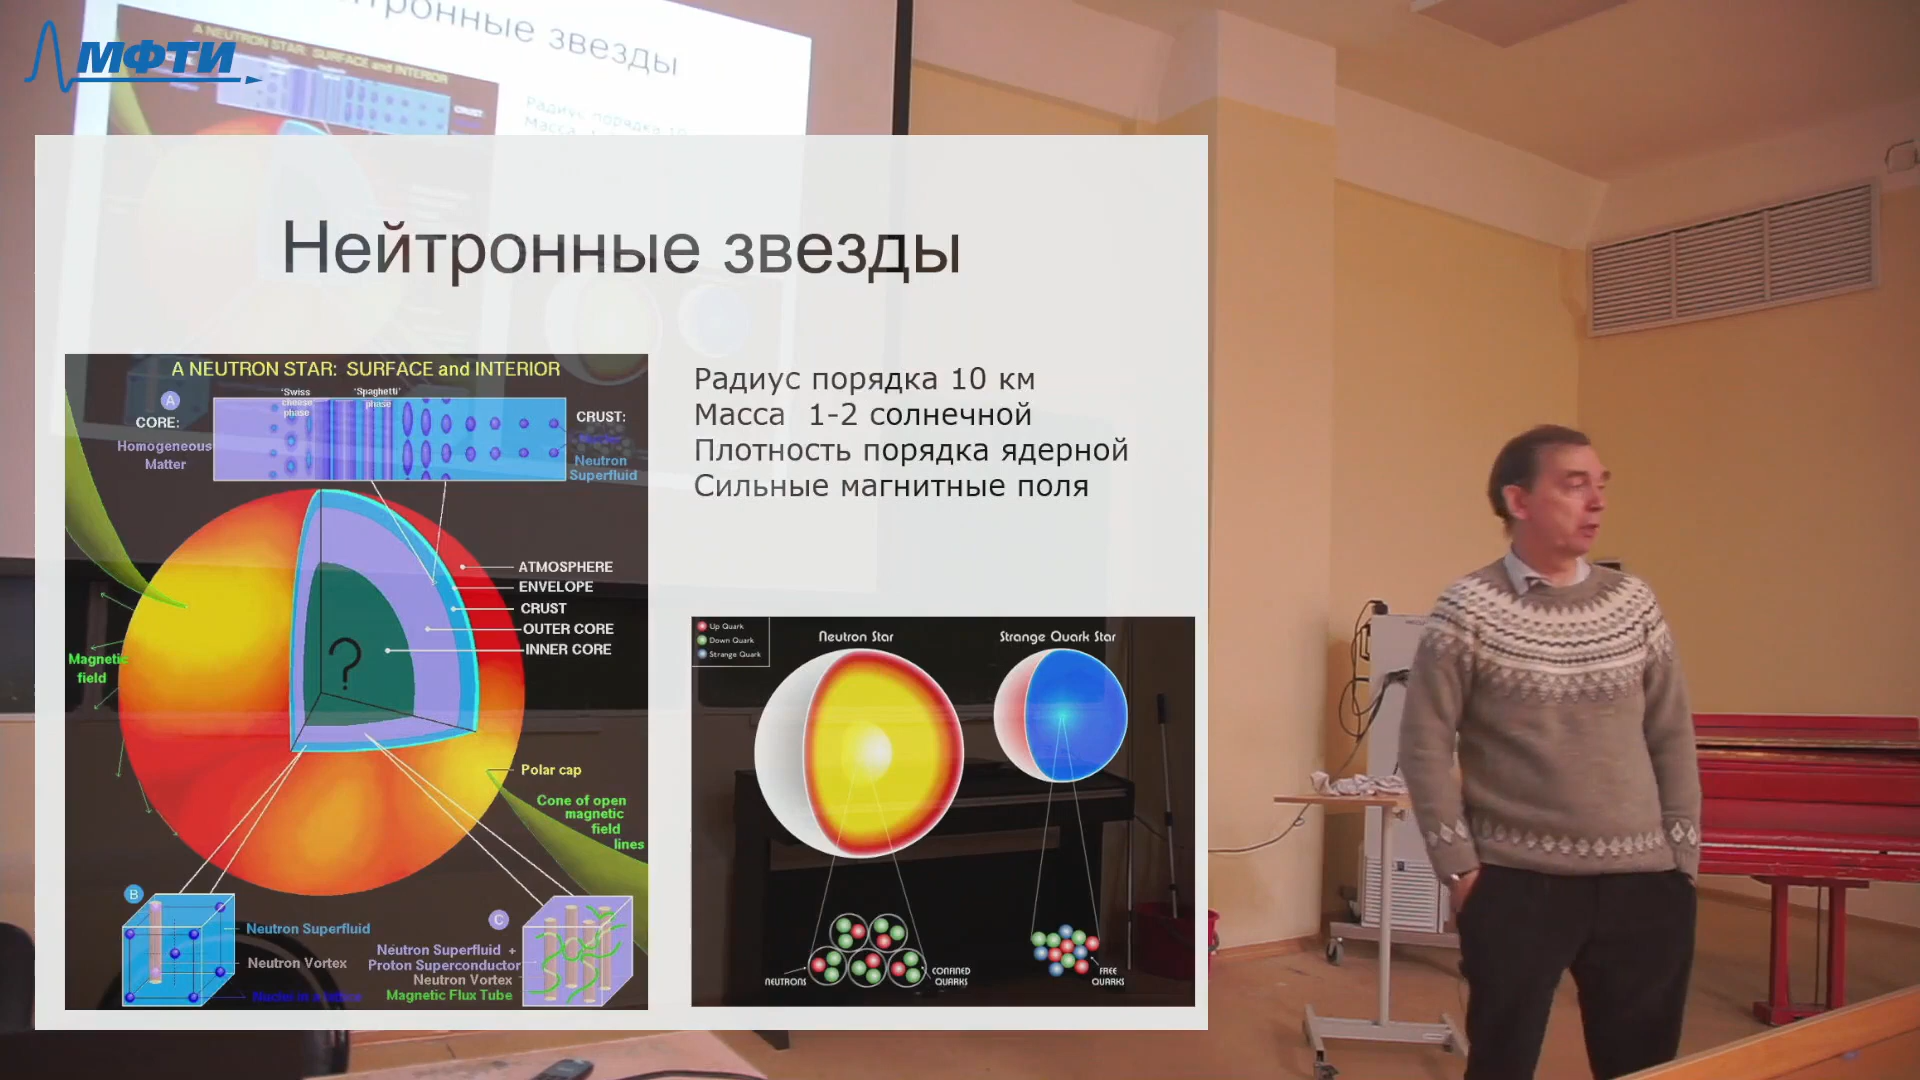 МФТИ
нные звезды
A NEUTRON STAR: SURFACE and INTERIOR
CRUST:
Радиус порядка 10
Масса
Нейтронные звезды
A NEUTRON STAR: SURFACE and INTERIOR
'Swiss cheese phase
'Spaghetti' phase
A
CORE:
Homogeneous
Matter
CRUST:
Neutron
Superfluid
ATMOSPHERE
ENVELOPE
CRUST
OUTER CORE
INNER CORE
?
Magnetic
field
Polar cap
Cone of open
magnetic
field
lines
B
Neutron Superfluid
Neutron Vortex
C
Neutron Superfluid +
Proton Superconductor
Neutron Vortex
Magnetic Flux Tube
Радиус порядка 10 км
Масса 1-2 солнечной
Плотность порядка ядерной
Сильные магнитные поля
Up Quark
Down Quark
Strange Quark
Neutron Star
Strange Quark Star
NEUTRONS
CONFINED
QUARKS
FREE
QUARKS